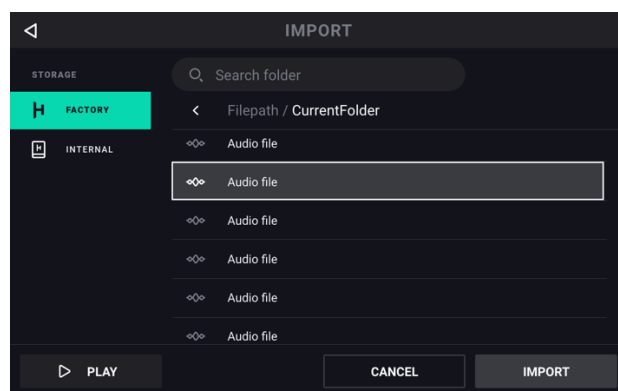 IMPORT
STORAGE
FACTORY
INTERNAL
Search folder
Filepath / CurrentFolder
Audio file
Audio file
Audio file
Audio file
Audio file
Audio file
PLAY
CANCEL
IMPORT